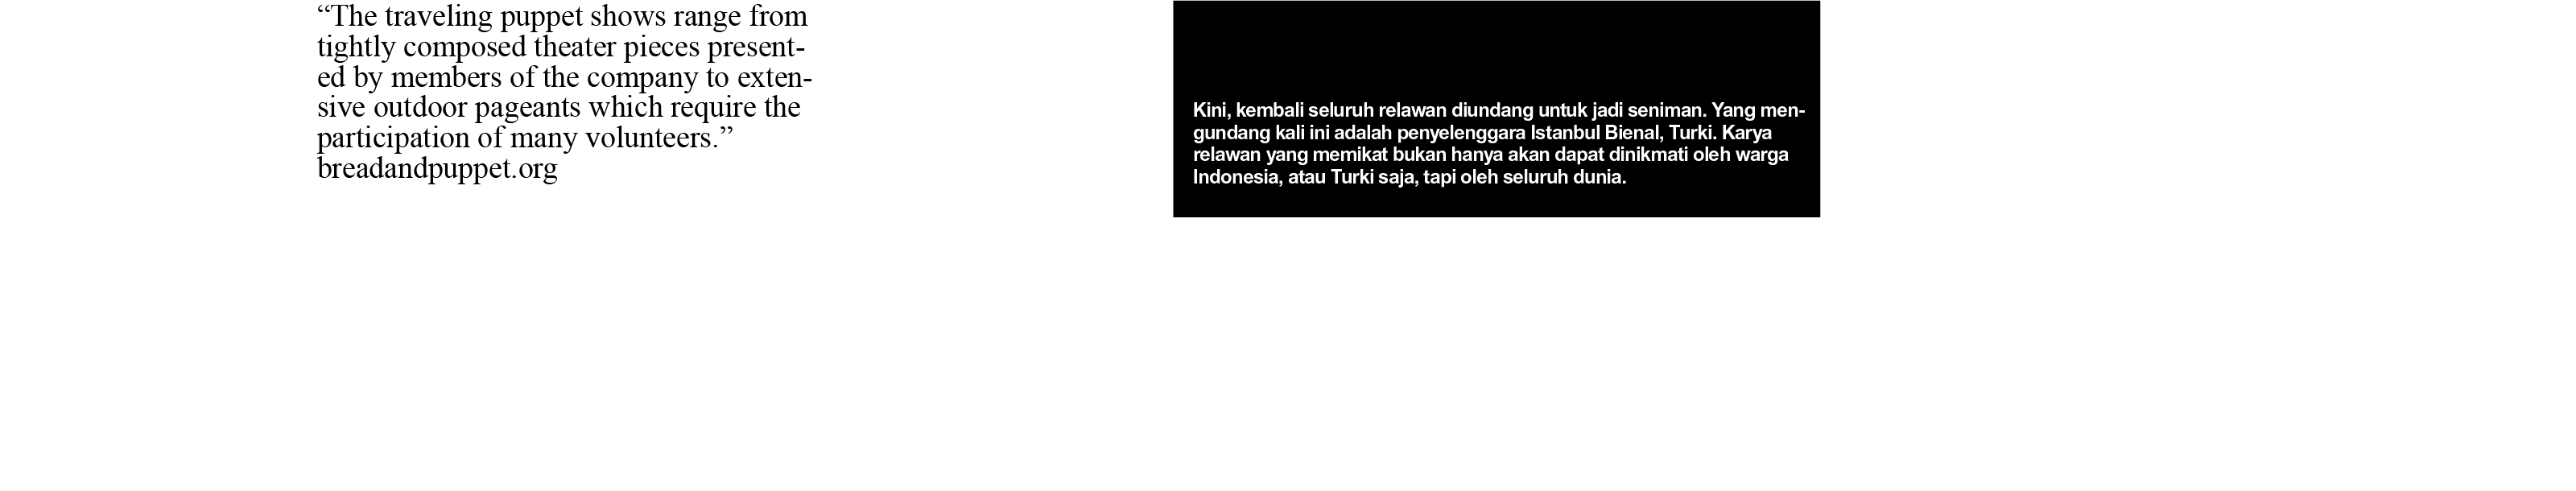 “The traveling puppet shows range from
tightly composed theater pieces present-
ed by members of the company to exten-
sive outdoor pageants which require the
participation of many volunteers.”
breadandpuppet.org
Kini, kembali seluruh relawan diundang untuk jadi seniman. Yang men-
gundang kali ini adalah penyelenggara Istanbul Bienal, Turki. Karya
relawan yang memikat bukan hanya akan dapat dinikmati oleh warga
Indonesia, atau Turki saja, tapi oleh seluruh dunia.